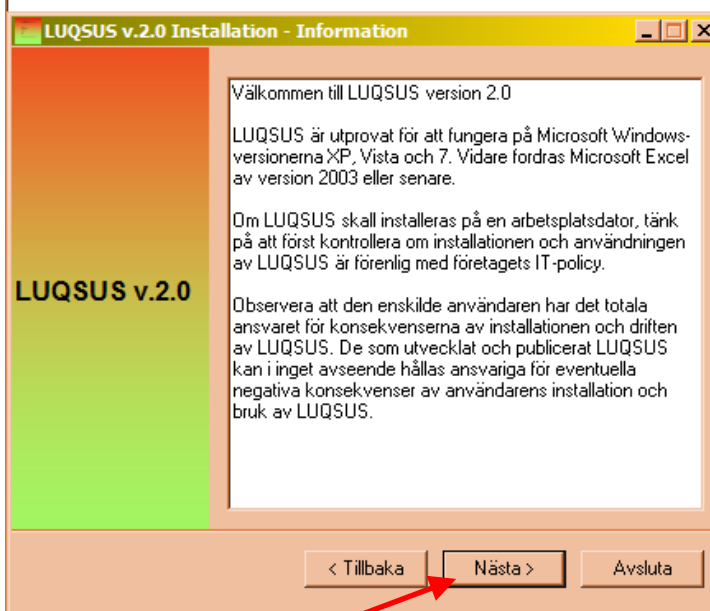 LUQSUS v.2.0 Installation - Information
Välkommen till LUQSUS version 2.0
LUQSUS är utprovat för att fungera på Microsoft Windows-
versionerna XP, Vista och 7. Vidare fordras Microsoft Excel
av version 2003 eller senare.
Om LUQSUS skall installeras på en arbetsplatsdator, tänk
på att först kontrollera om installationen och användningen
av LUQSUS är förenlig med företagets IT-policy.
LUQSUS v.2.0
Observera att den enskilde användaren har det totala
ansvaret för konsekvenserna av installationen och driften
av LUQSUS. De som utvecklat och publicerat LUQSUS
kan i inget avseende hållas ansvariga för eventuella
negativa konsekvenser av användarens installation och
bruk av LUQSUS.
< Tillbaka
Nästa >
Avsluta